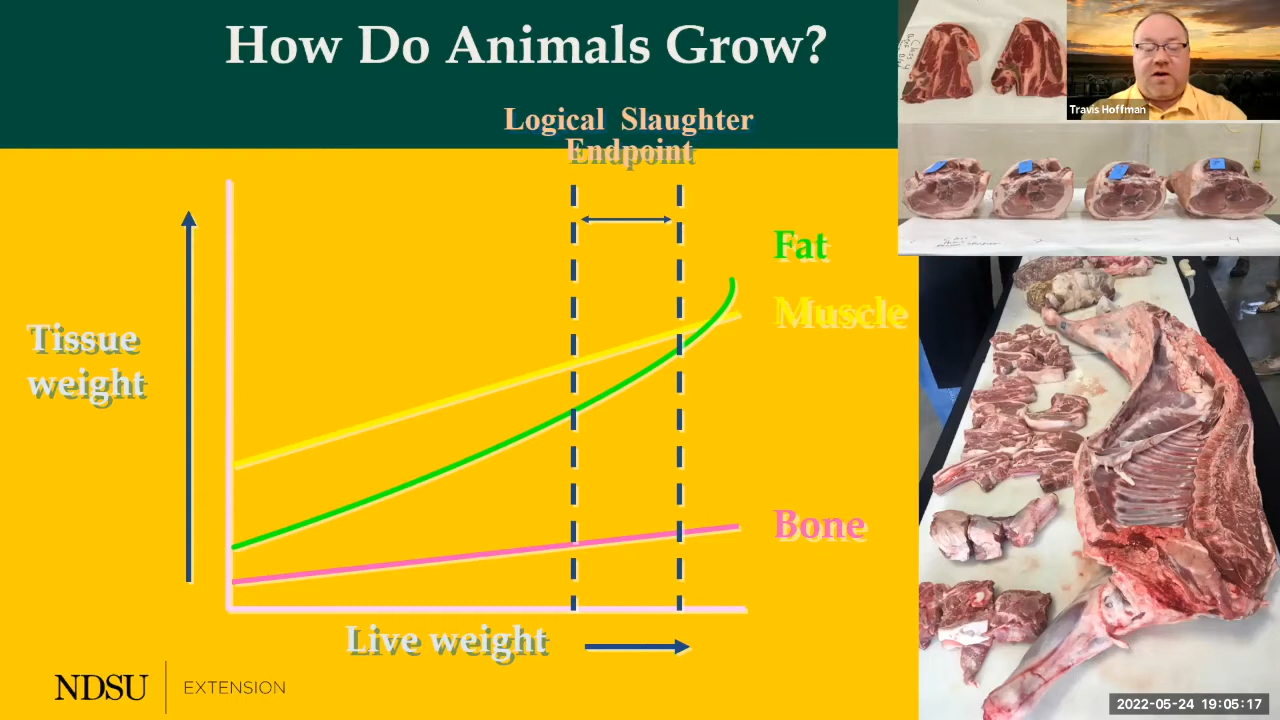 How Do Animals Grow?
Logical Slaughter
Endpoint
Fat
Muscle
Tissue
weight
Bone
Live weight
NDSU EXTENSION
Travis Hoffman
4
2022-05-24 19:05:17